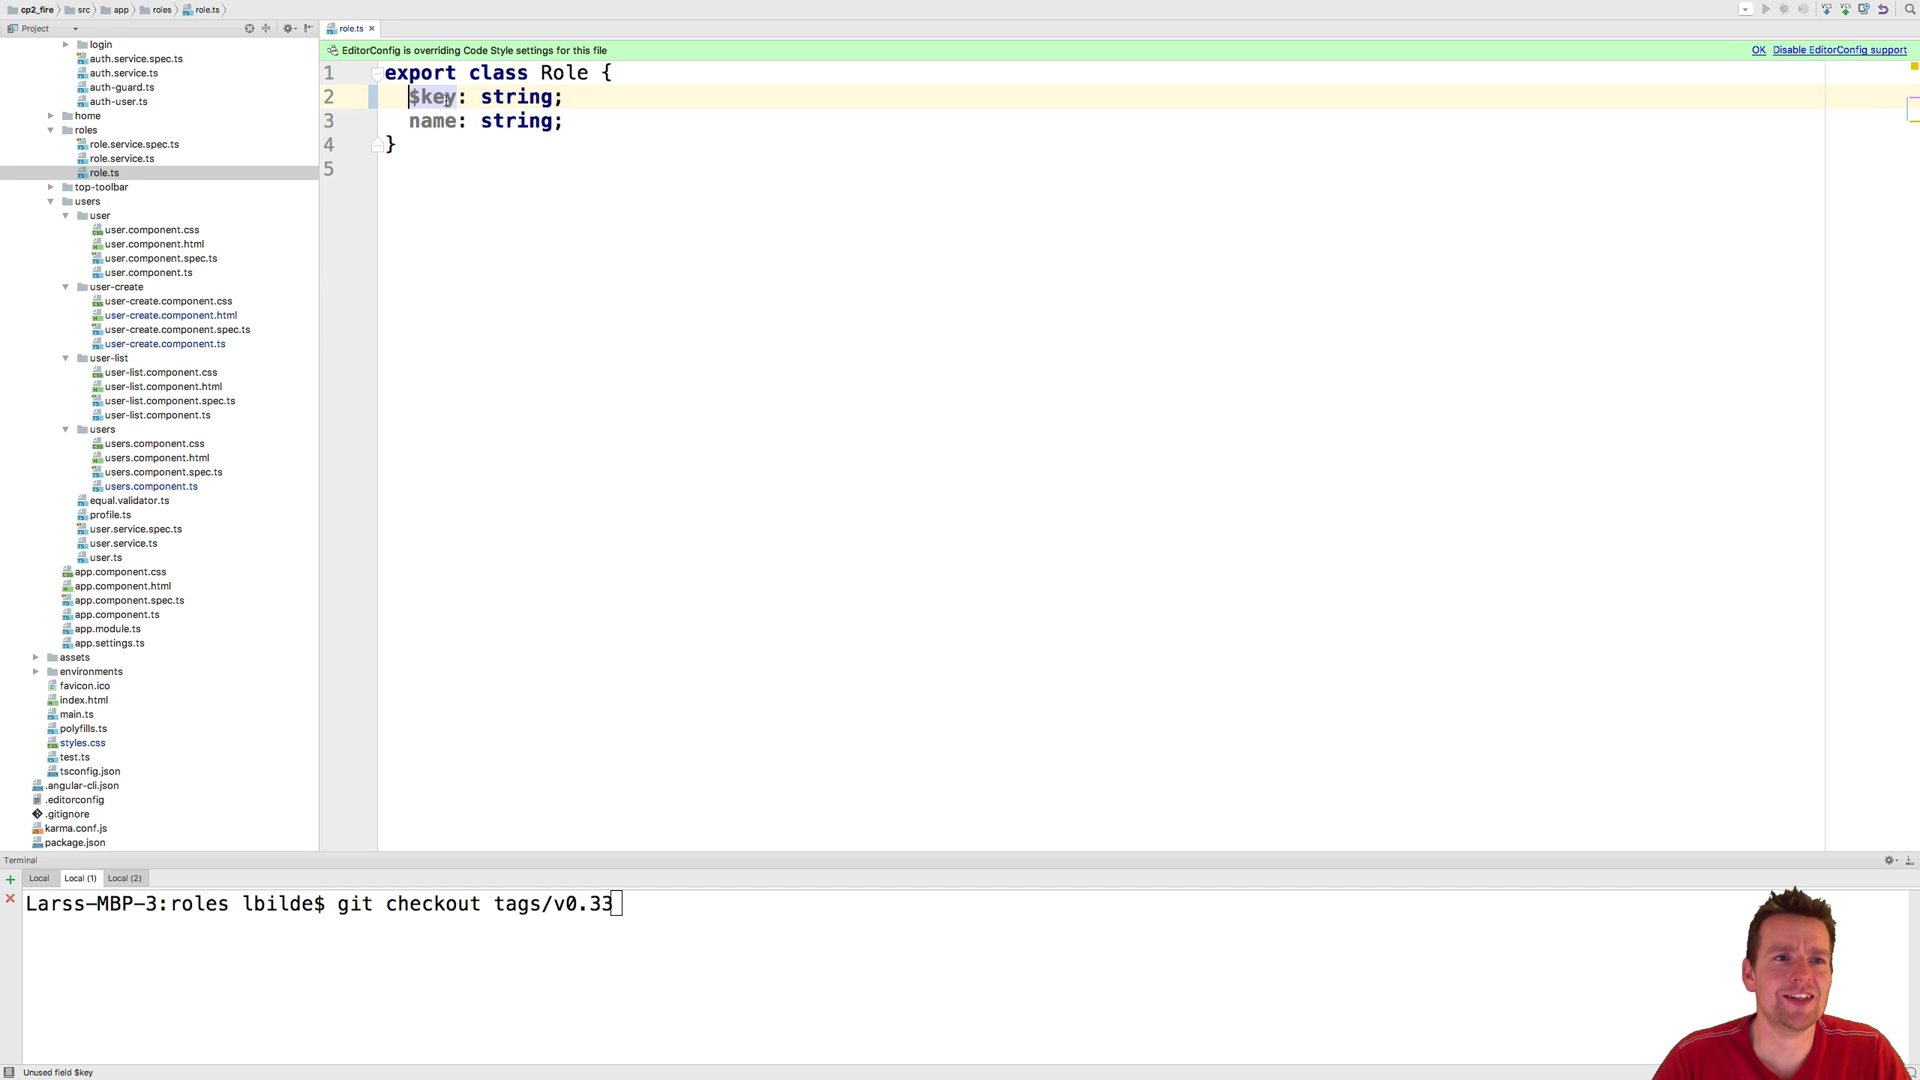 cp2_fire src app roles role.ts
Project
role.ts
login
auth.service.spec.ts
auth.service.ts
auth-guard.ts
auth-user.ts
home
roles
role.service.spec.ts
role.service.ts
role.ts
top-toolbar
users
user
user.component.css
user.component.html
user.component.spec.ts
user.component.ts
user-create
user-create.component.css
user-create.component.html
user-create.component.spec.ts
user-create.component.ts
user-list
user-list.component.css
user-list.component.html
user-list.component.spec.ts
user-list.component.ts
users
users.component.css
users.component.html
users.component.spec.ts
users.component.ts
equal.validator.ts
profile.ts
user.service.spec.ts
user.service.ts
user.ts
app.component.css
app.component.html
app.component.spec.ts
app.component.ts
app.module.ts
app.settings.ts
assets
environments
favicon.ico
index.html
main.ts
polyfills.ts
styles.css
test.ts
tsconfig.json
.angular-cli.json
.editorconfig
.gitignore
karma.conf.js
package.json
EditorConfig is overriding Code Style settings for this file OK Disable EditorConfig support
1 export class Role {
2 $key: string;
3 name: string;
4 }
5
Terminal
Local Local (1) Local (2)
Larss-MBP-3:roles lbilde$ git checkout tags/v0.33
Unused field $key